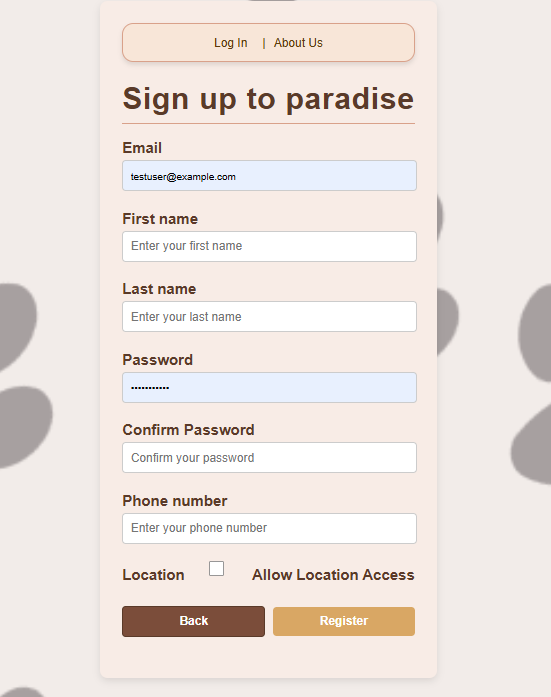 Log In | About Us
Sign up to paradise
Email
testuser@example.com
First name
Enter your first name
Last name
Enter your last name
Password
•••••••••••
Confirm Password
Confirm your password
Phone number
Enter your phone number
Location Allow Location Access
Back Register